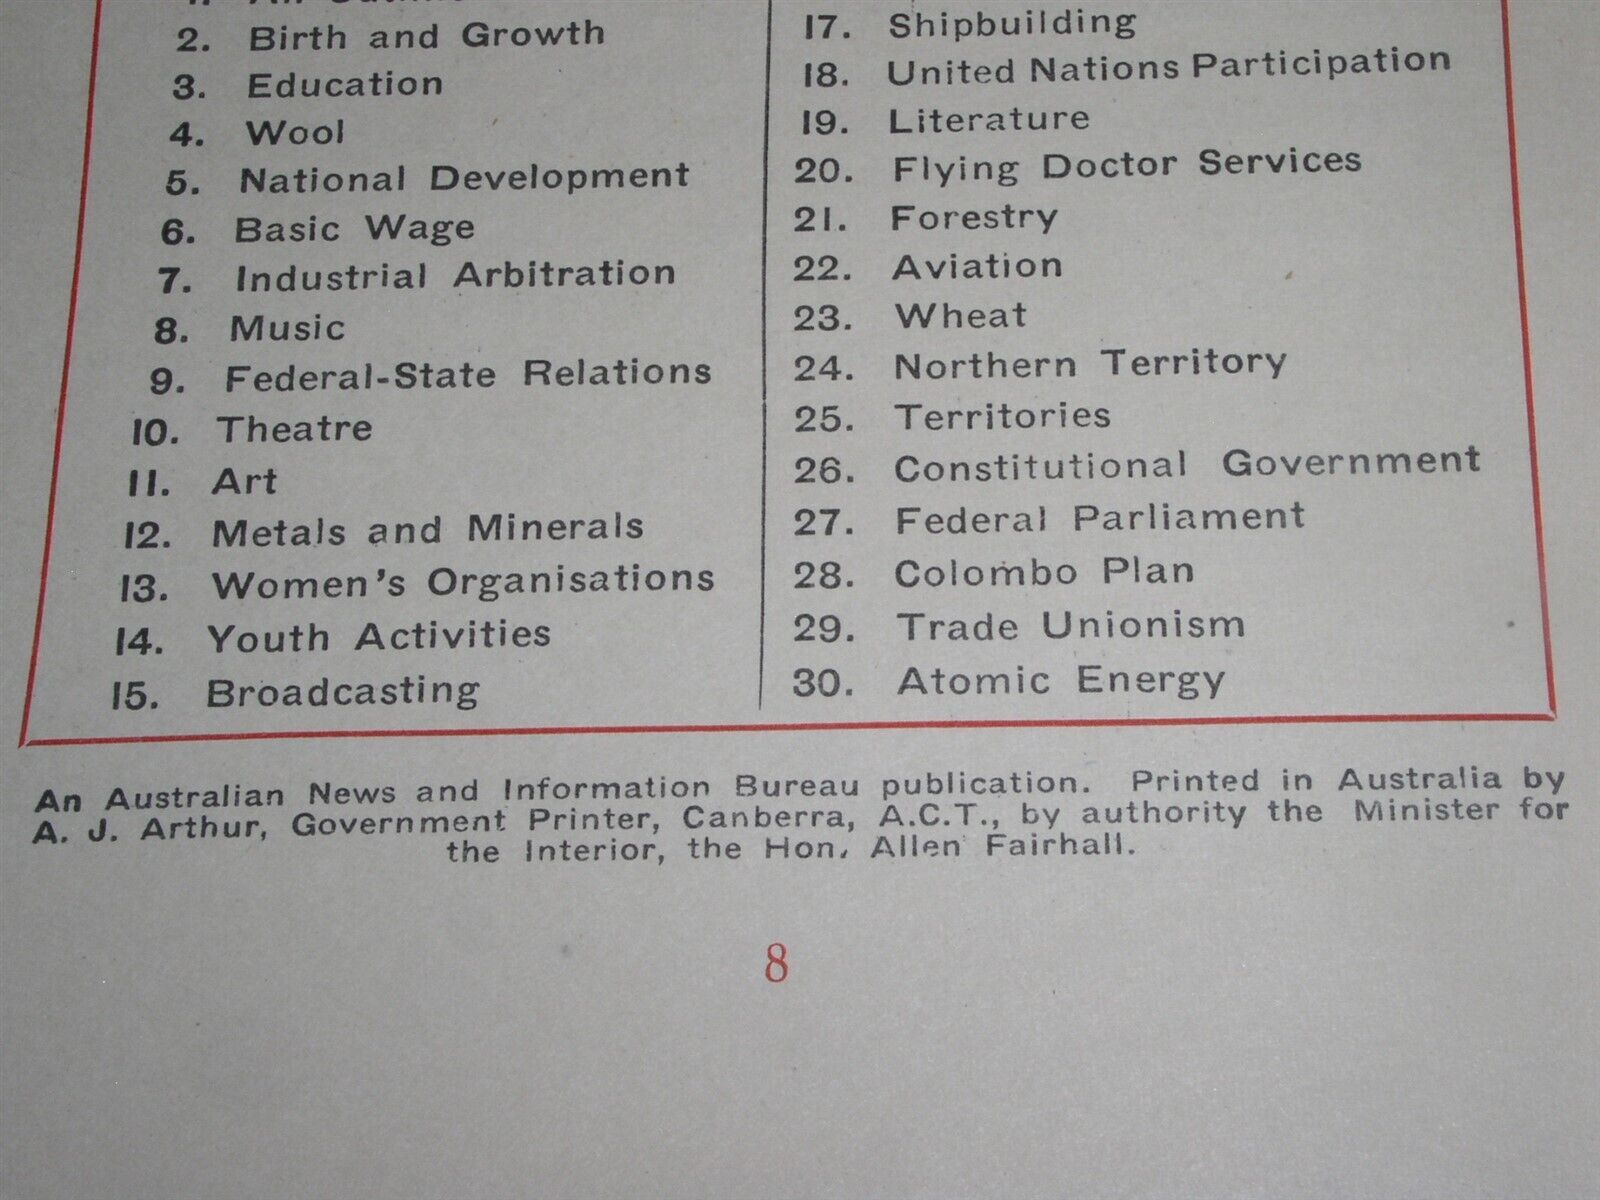 2. Birth and Growth
3. Education
4. Wool
5. National Development
6. Basic Wage
7. Industrial Arbitration
8. Music
9. Federal-State Relations
10. Theatre
11. Art
12. Metals and Minerals
13. Women's Organisations
14. Youth Activities
15. Broadcasting
17. Shipbuilding
18. United Nations Participation
19. Literature
20. Flying Doctor Services
21. Forestry
22. Aviation
23. Wheat
24. Northern Territory
25. Territories
26. Constitutional Government
27. Federal Parliament
28. Colombo Plan
29. Trade Unionism
30. Atomic Energy
An Australian News and Information Bureau publication. Printed in Australia by
A. J. Arthur, Government Printer, Canberra, A.C.T., by authority the Minister for
the Interior, the Hon. Allen Fairhall.
8